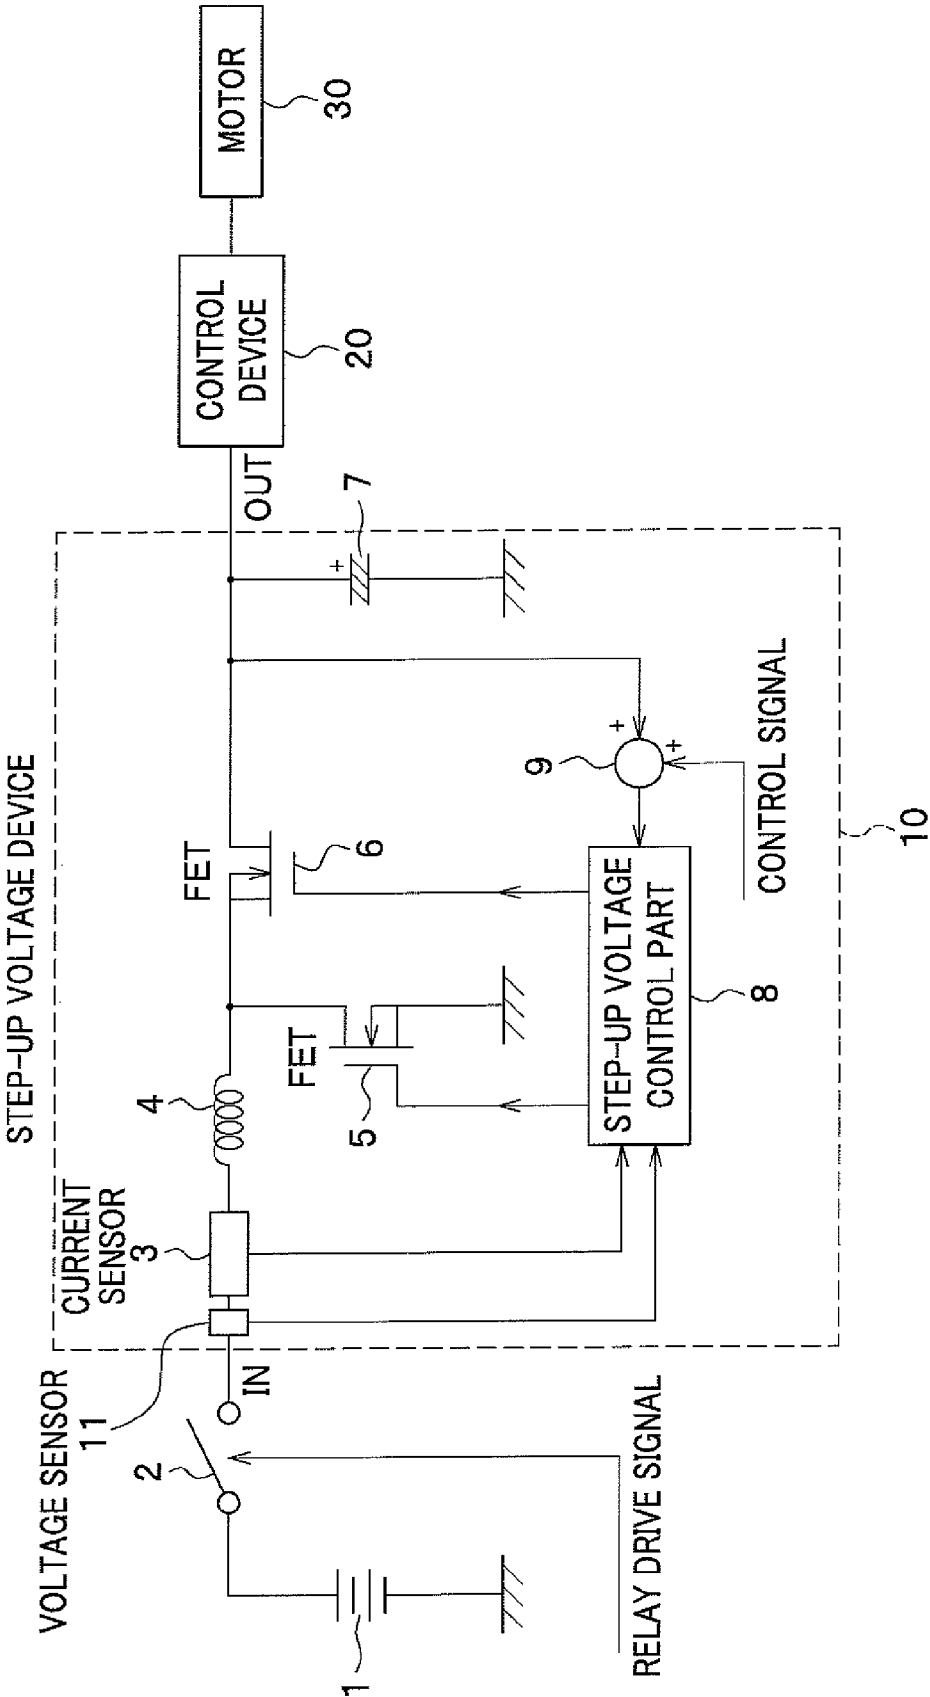 STEP-UP VOLTAGE DEVICE
VOLTAGE SENSOR
11
CURRENT
SENSOR
3
4
2
IN
1
RELAY DRIVE SIGNAL
FET
5
FET
6
STEP-UP VOLTAGE
CONTROL PART
8
9
+
+
CONTROL SIGNAL
10
+
7
OUT
CONTROL
DEVICE
20
MOTOR
30